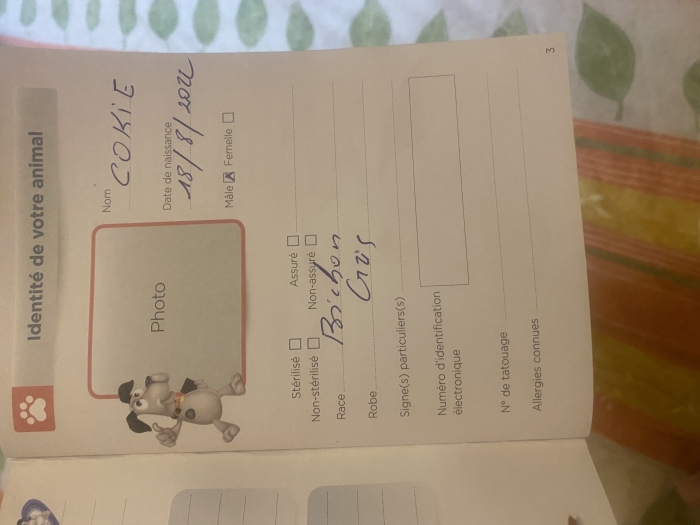 Identité de votre animal
Photo
Nom
COKIE
Date de naissance
18/8/2022
Mâle Femelle
Stérilisé Assuré
Non-stérilisé Non-assuré
Race Bichon
Robe Gris
Signe(s) particuliers(s)
Numéro d'identification
électronique
N° de tatouage
Allergies connues
3